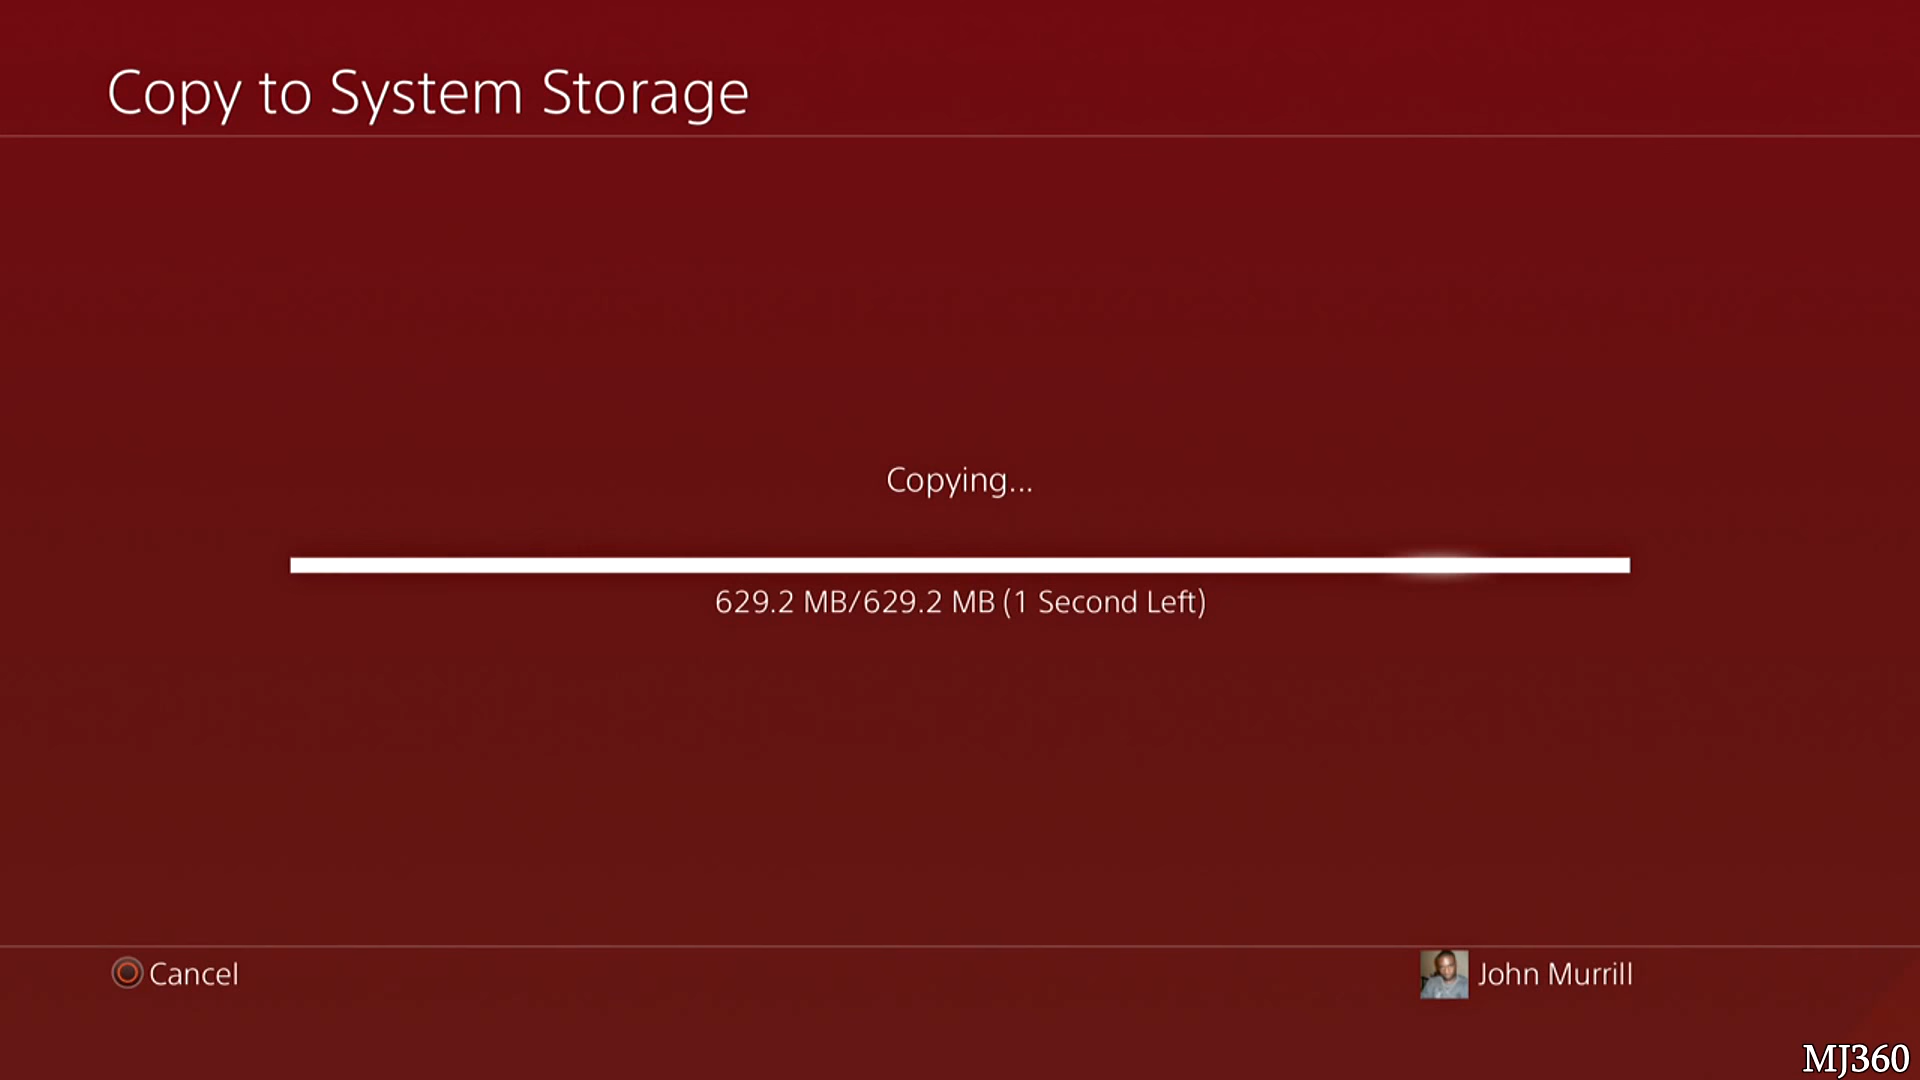 Copy to System Storage
Copying...
629.2 MB/629.2 MB (1 Second Left)
Cancel
John Murrill
MJ360